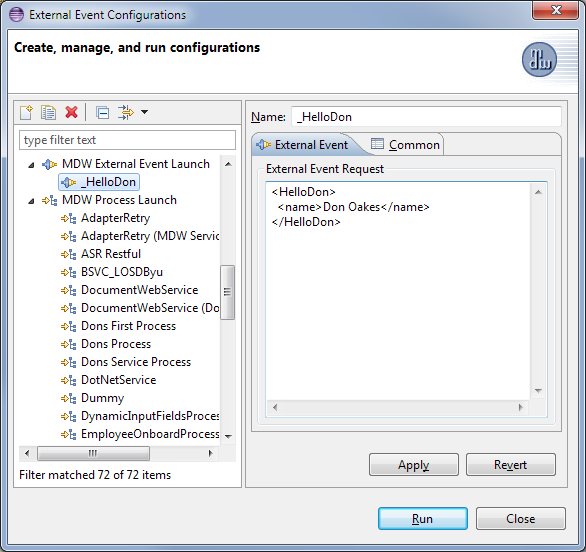 External Event Configurations
Create, manage, and run configurations
type filter text
MDW External Event Launch
_HelloDon
MDW Process Launch
AdapterRetry
AdapterRetry (MDW Servic
ASR Restful
BSVC_LOSDByu
DocumentWebService
DocumentWebService (Do
Dons First Process
Dons Process
Dons Service Process
DotNetService
Dummy
DynamicInputFieldsProces
EmployeeOnboardProcess
Filter matched 72 of 72 items
Name: _HelloDon
External Event Common
External Event Request
<HelloDon>
<name>Don Oakes</name>
</HelloDon>
Apply Revert
Run Close